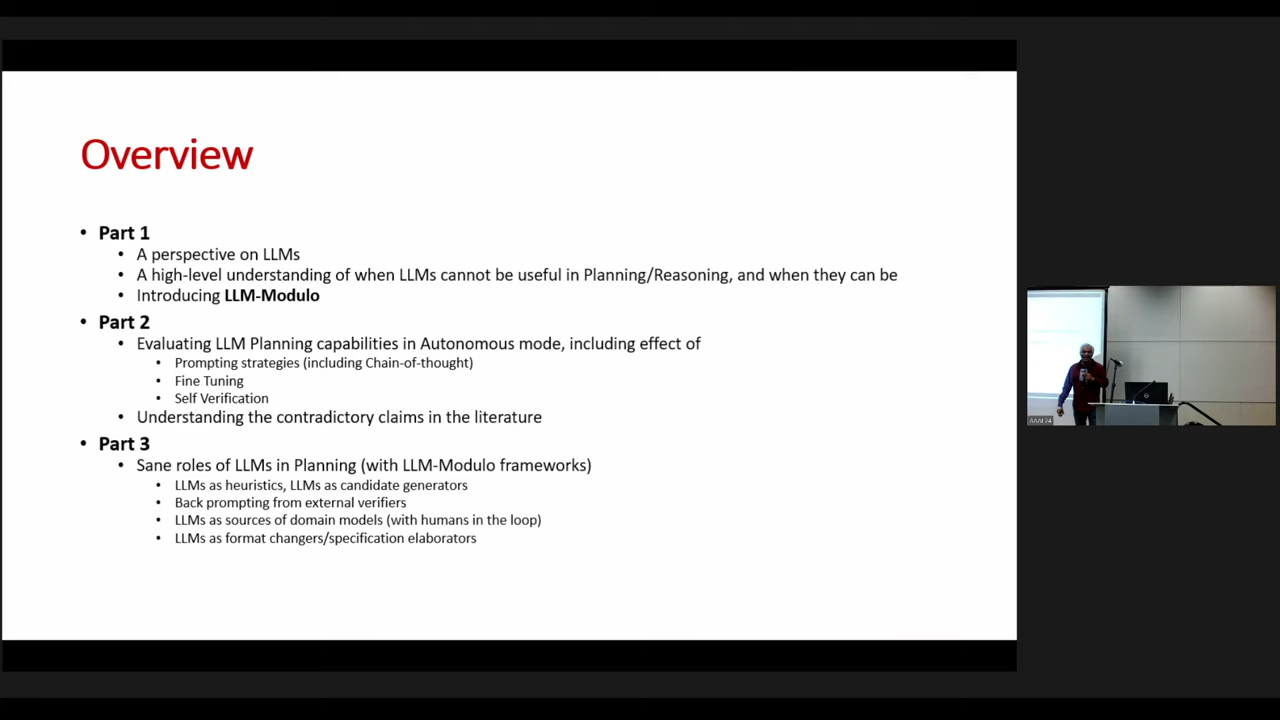 Overview
• Part 1
• A perspective on LLMs
• A high-level understanding of when LLMs cannot be useful in Planning/Reasoning, and when they can be
• Introducing LLM-Modulo
• Part 2
• Evaluating LLM Planning capabilities in Autonomous mode, including effect of
• Prompting strategies (including Chain-of-thought)
• Fine Tuning
• Self Verification
• Understanding the contradictory claims in the literature
• Part 3
• Sane roles of LLMs in Planning (with LLM-Modulo frameworks)
• LLMs as heuristics, LLMs as candidate generators
• Back prompting from external verifiers
• LLMs as sources of domain models (with humans in the loop)
• LLMs as format changers/specification elaborators
AAAI 24